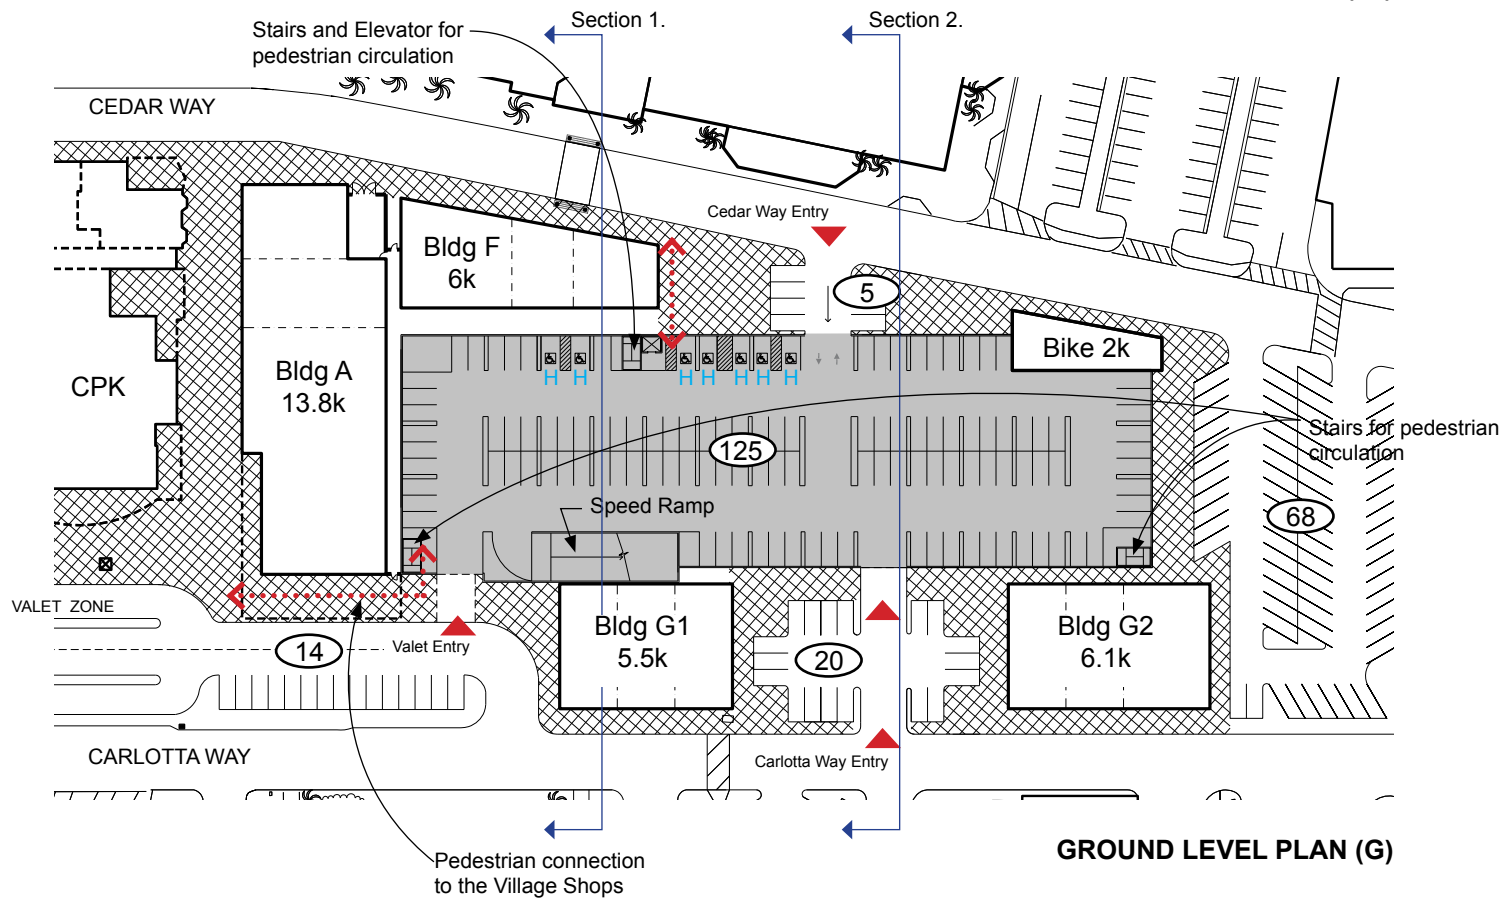 Section 1.
Section 2.
Stairs and Elevator for
pedestrian circulation
CEDAR WAY
Cedar Way Entry
Bldg F
6k
5
Bike 2k
CPK
Bldg A
13.8k
H H H H H H H
125
Stairs for pedestrian
circulation
Speed Ramp
68
VALET ZONE
14
Valet Entry
Bldg G1
5.5k
20
Bldg G2
6.1k
CARLOTTA WAY
Carlotta Way Entry
GROUND LEVEL PLAN (G)
Pedestrian connection
to the Village Shops